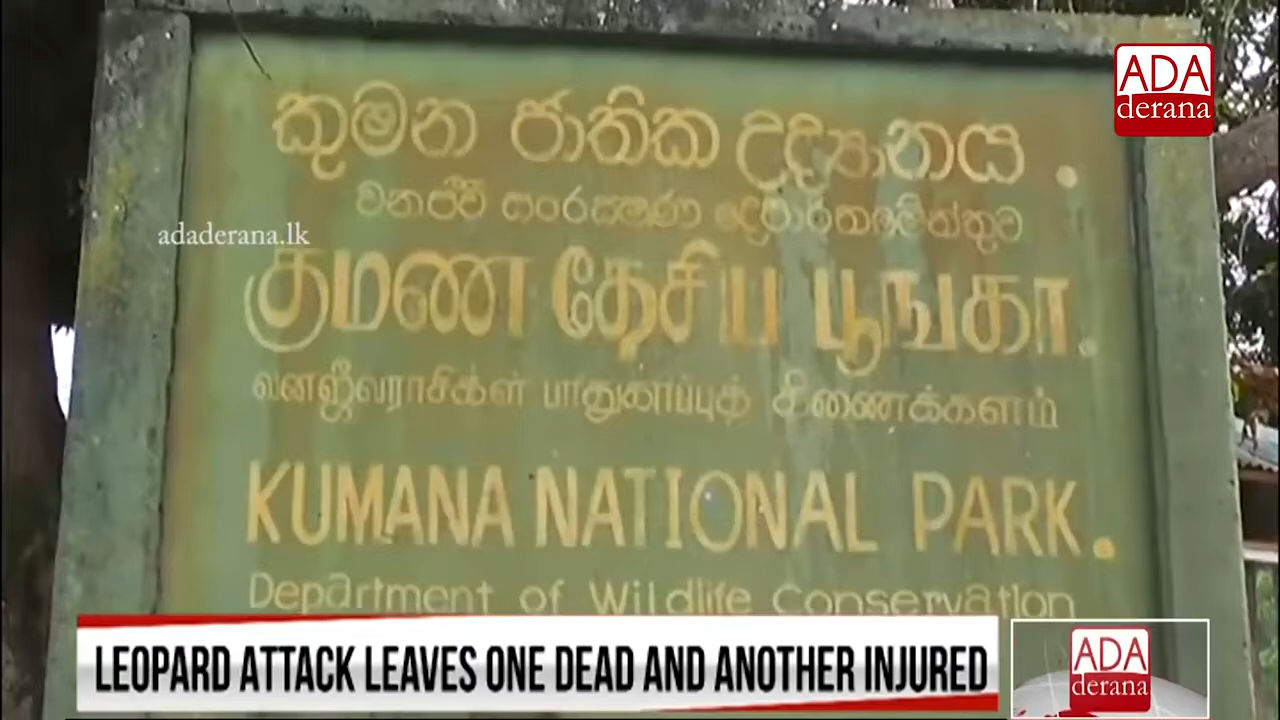 ADA
derana
කුමන ජාතික උද්‍යානය .
වනජීවී සංරක්ෂණ දෙපාර්තමේන්තුව
adaderana.lk
குமண தேசிய பூங்கா.
வனஜீவராசிகள் பாதுகாப்புத் திணைக்களம்
KUMANA NATIONAL PARK.
Department of Wildlife Conservation
LEOPARD ATTACK LEAVES ONE DEAD AND ANOTHER INJURED
ADA
derana